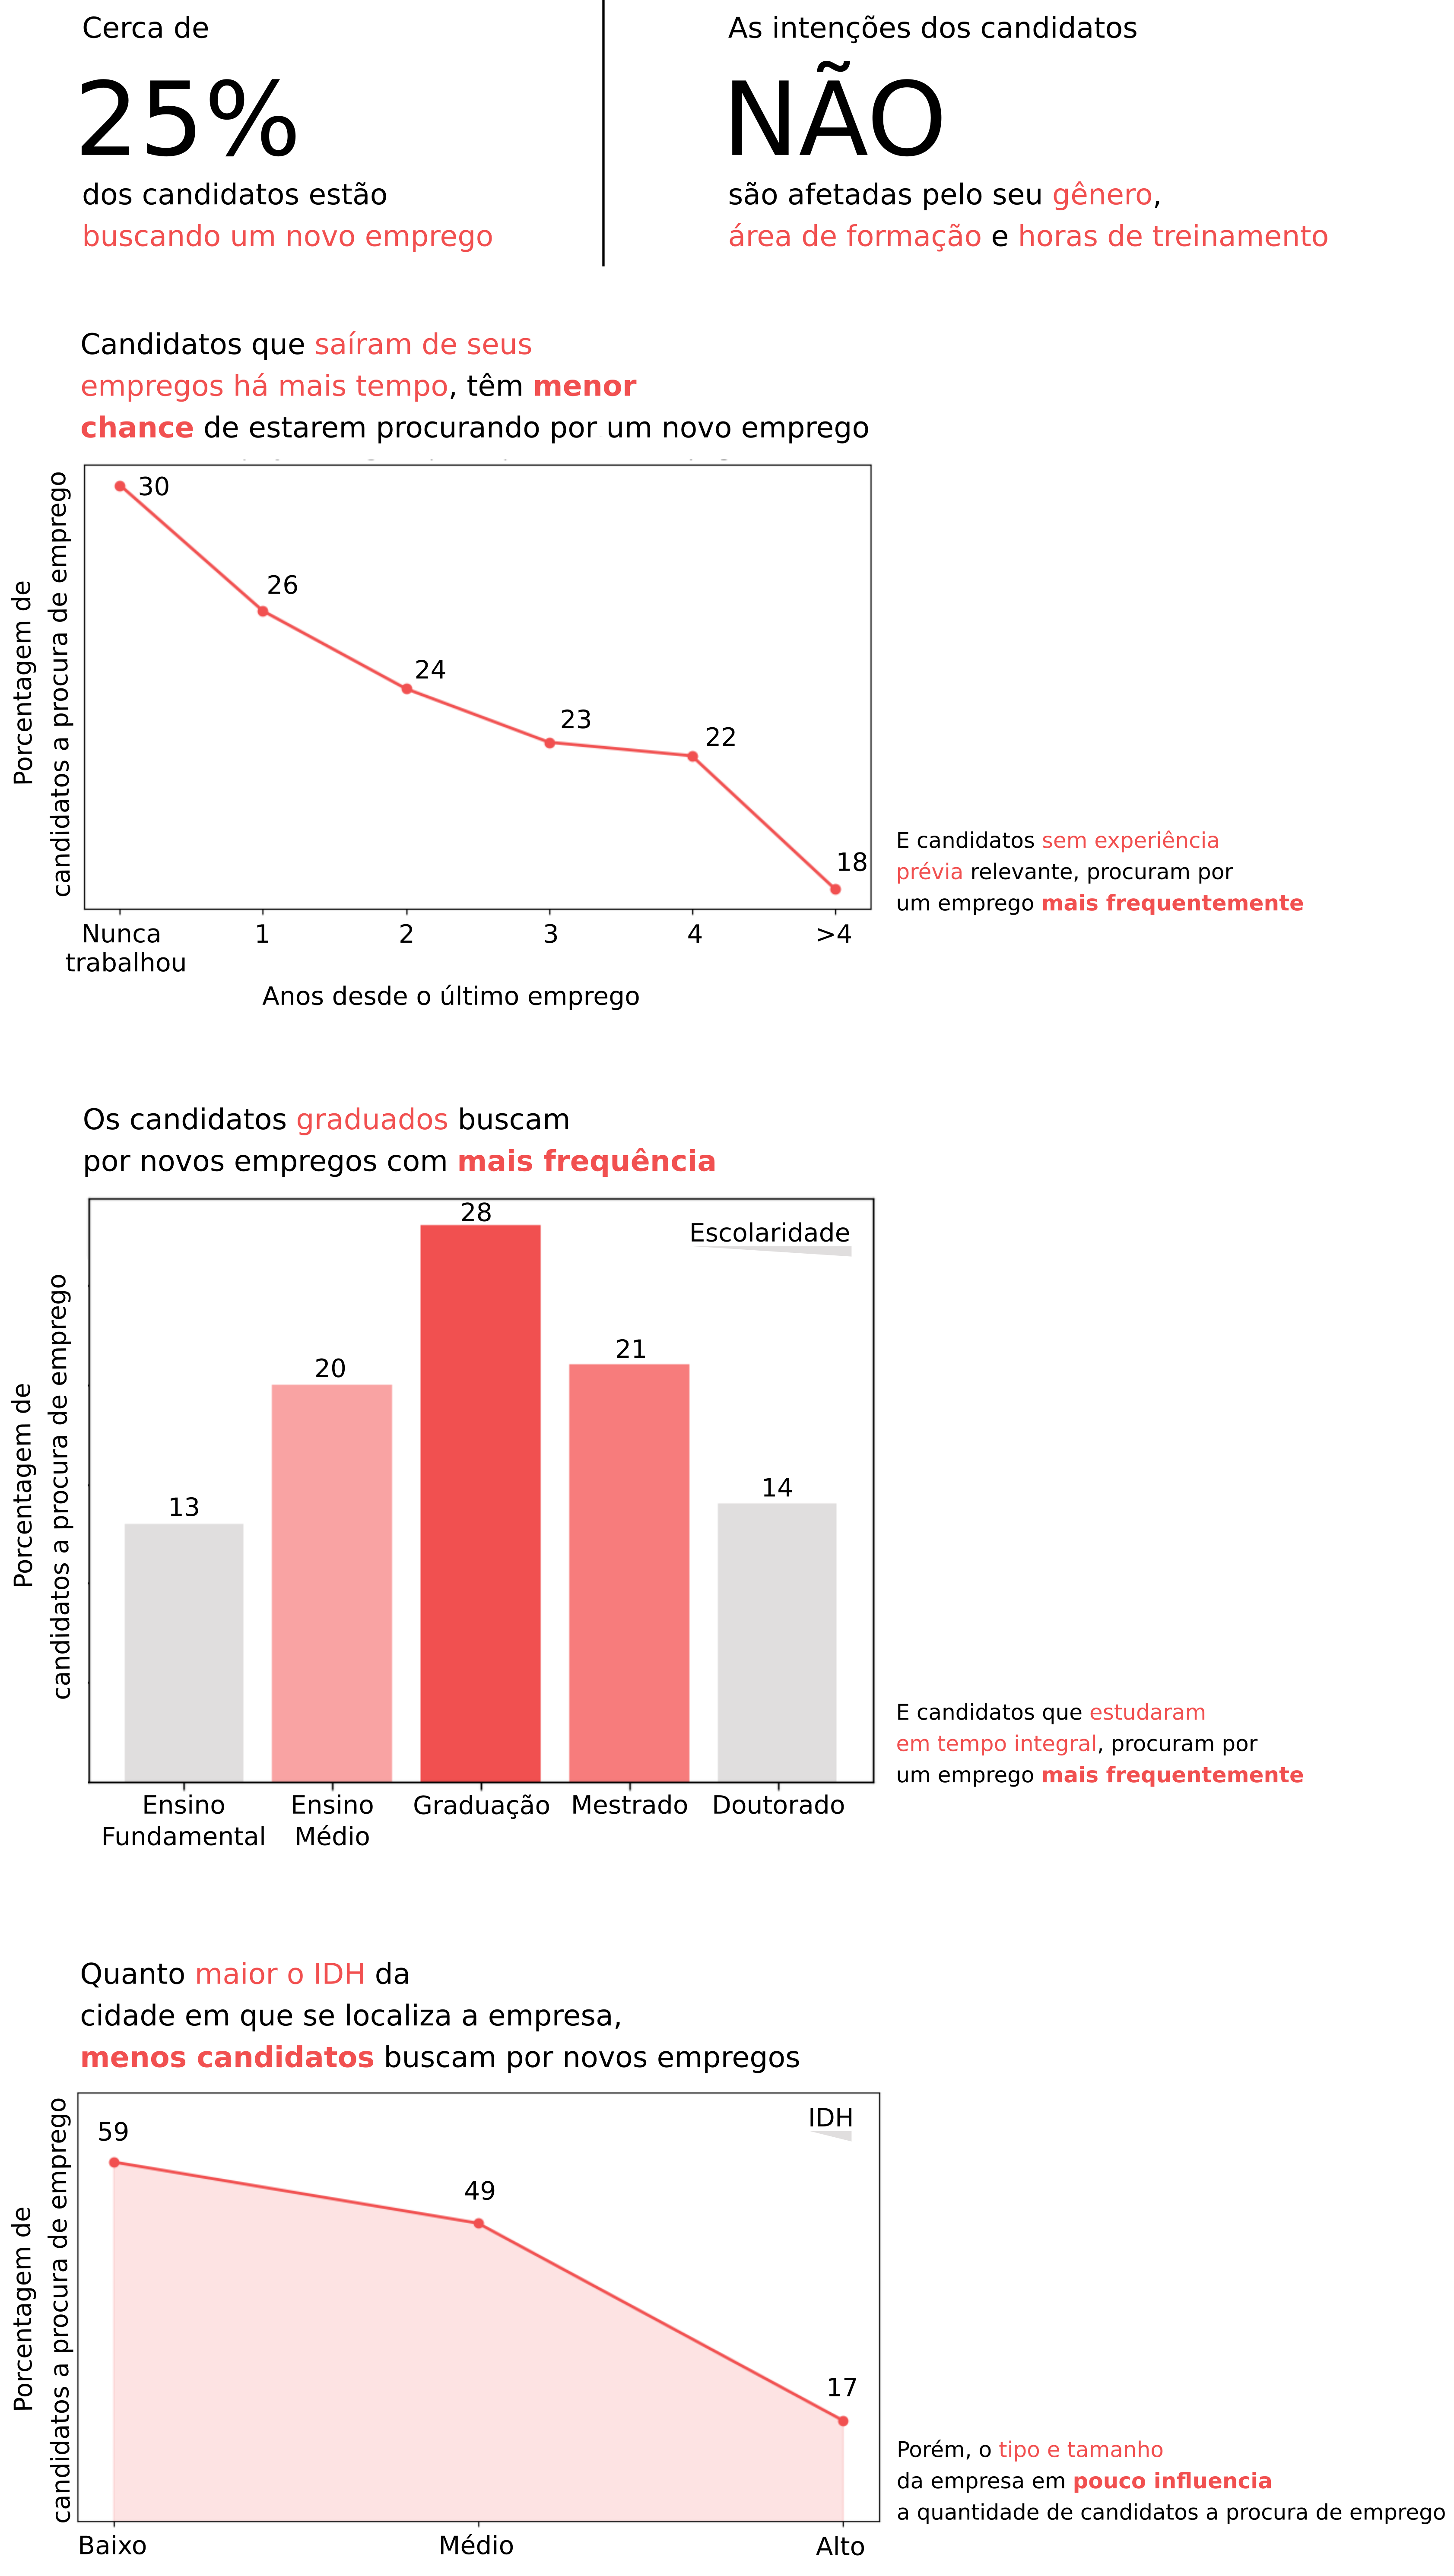 Cerca de
25%
dos candidatos estão
buscando um novo emprego
As intenções dos candidatos
NÃO
são afetadas pelo seu gênero,
área de formação e horas de treinamento
Candidatos que saíram de seus
empregos há mais tempo, têm menor
chance de estarem procurando por um novo emprego
Porcentagem de
candidatos a procura de emprego
30
26
24
23
22
18
Nunca
trabalhou
1
2
3
4
>4
Anos desde o último emprego
E candidatos sem experiência
prévia relevante, procuram por
um emprego mais frequentemente
Os candidatos graduados buscam
por novos empregos com mais frequência
Porcentagem de
candidatos a procura de emprego
Escolaridade
13
20
28
21
14
Ensino
Fundamental
Ensino
Médio
Graduação
Mestrado
Doutorado
E candidatos que estudaram
em tempo integral, procuram por
um emprego mais frequentemente
Quanto maior o IDH da
cidade em que se localiza a empresa,
menos candidatos buscam por novos empregos
Porcentagem de
candidatos a procura de emprego
IDH
59
49
17
Baixo
Médio
Alto
Porém, o tipo e tamanho
da empresa em pouco influencia
a quantidade de candidatos a procura de emprego